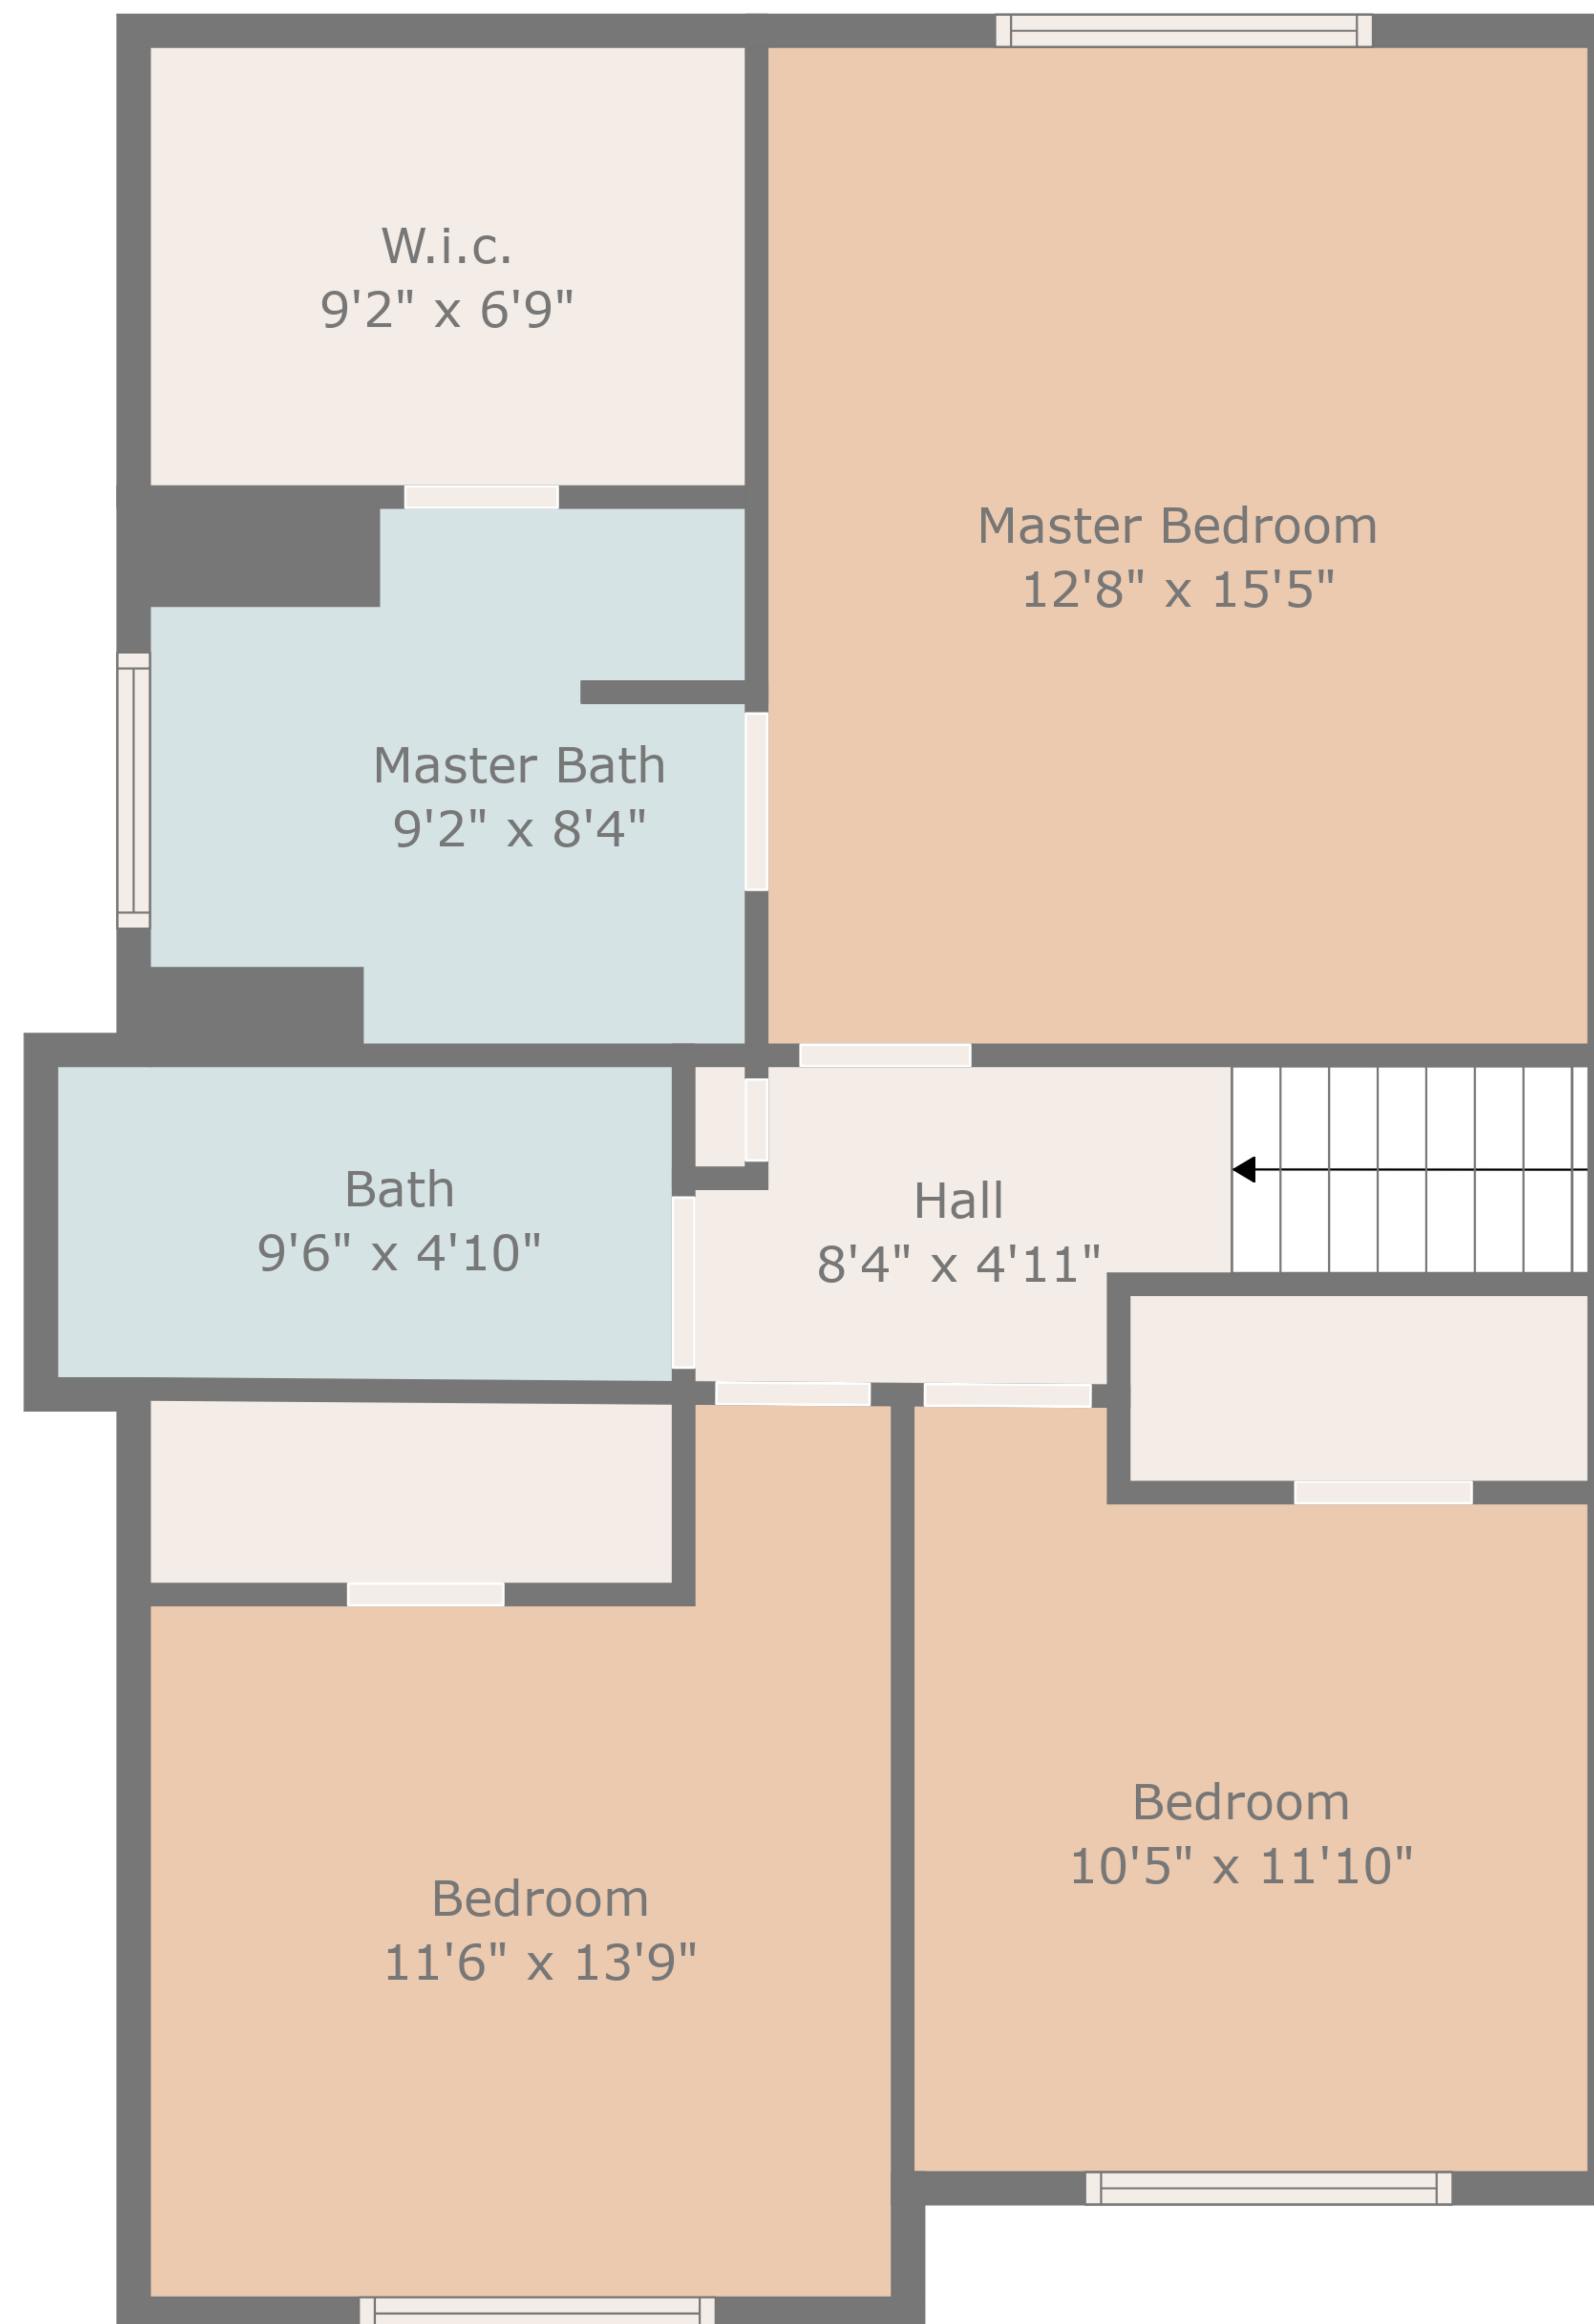 W.i.c.
9'2" x 6'9"
Master Bedroom
12'8" x 15'5"
Master Bath
9'2" x 8'4"
Bath
9'6" x 4'10"
Hall
8'4" x 4'11"
Bedroom
10'5" x 11'10"
Bedroom
11'6" x 13'9"